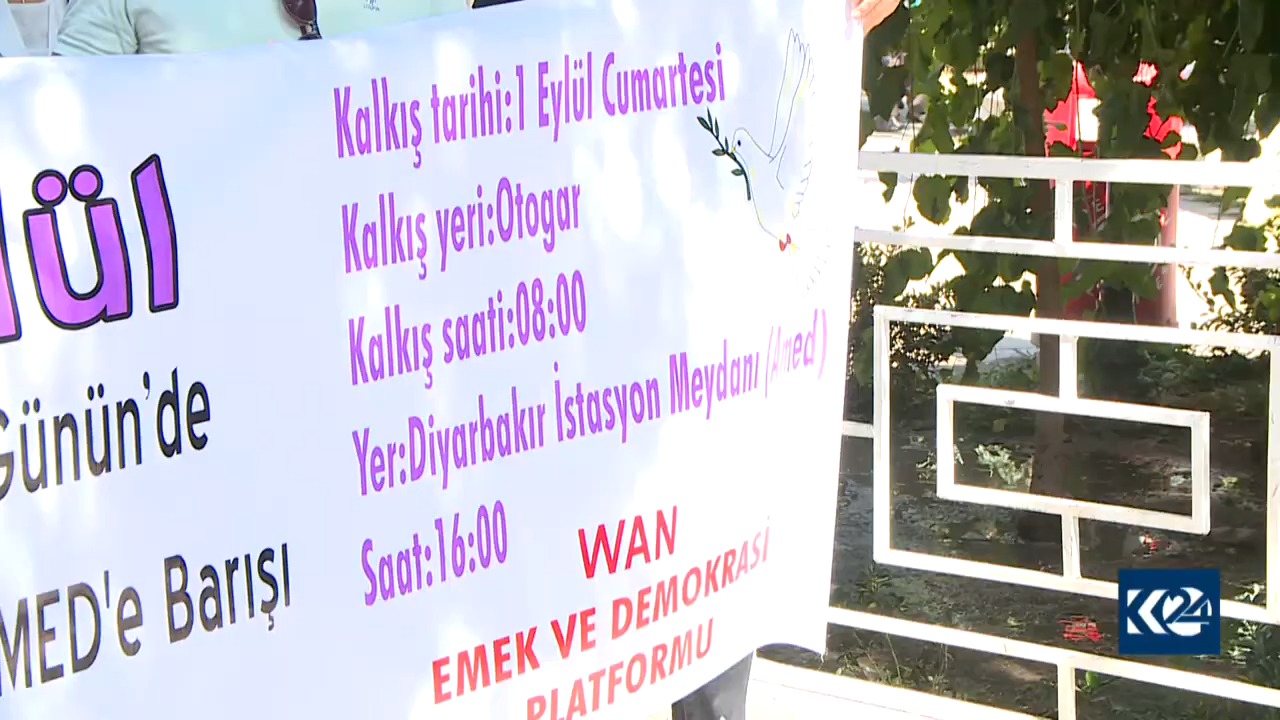 lül
Günün'de
MED'e Barışı
Kalkış tarihi:1 Eylül Cumartesi
Kalkış yeri:Otogar
Kalkış saati:08:00
Yer:Diyarbakır İstasyon Meydanı (Amed)
Saat:16:00
WAN
EMEK VE DEMOKRASİ
PLATFORMU
K24